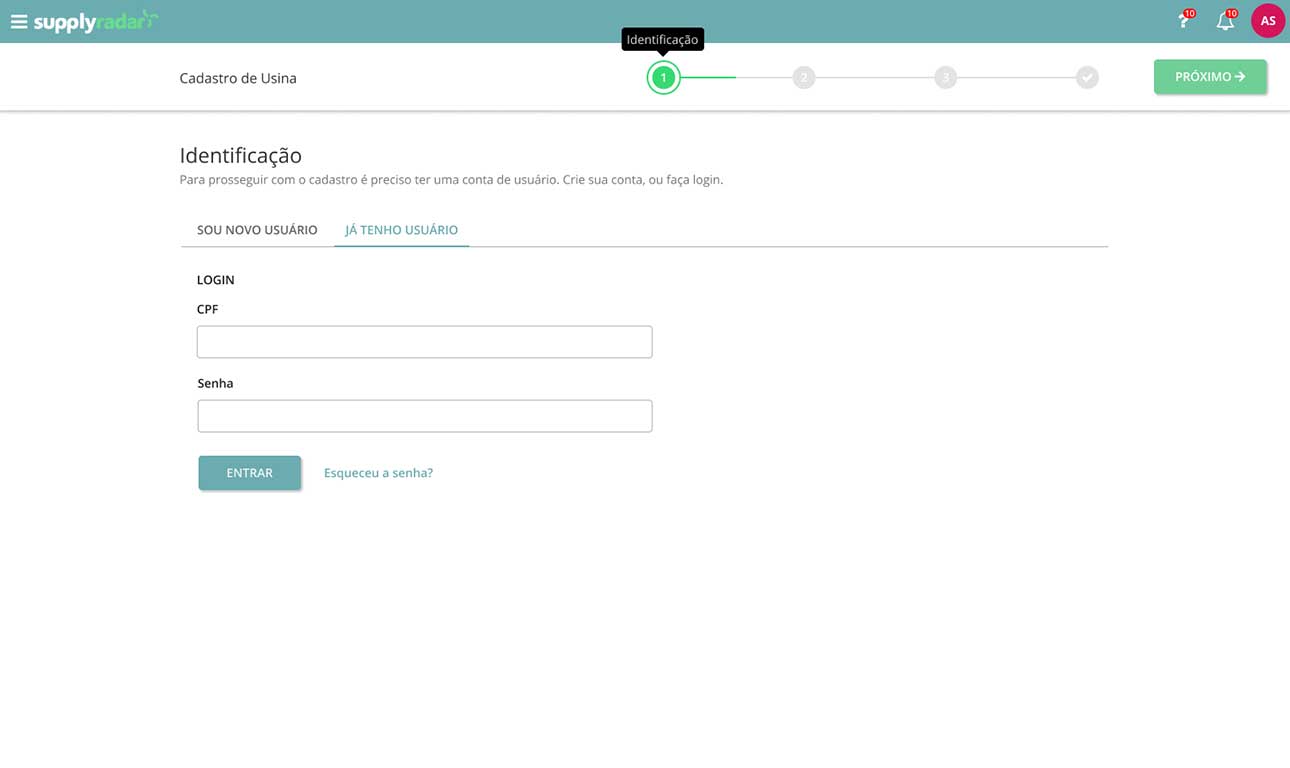 supplyradar
10
10
AS
Identificação
Cadastro de Usina
1
2
3
PRÓXIMO
Identificação
Para prosseguir com o cadastro é preciso ter uma conta de usuário. Crie sua conta, ou faça login.
SOU NOVO USUÁRIO
JÁ TENHO USUÁRIO
LOGIN
CPF
Senha
ENTRAR
Esqueceu a senha?